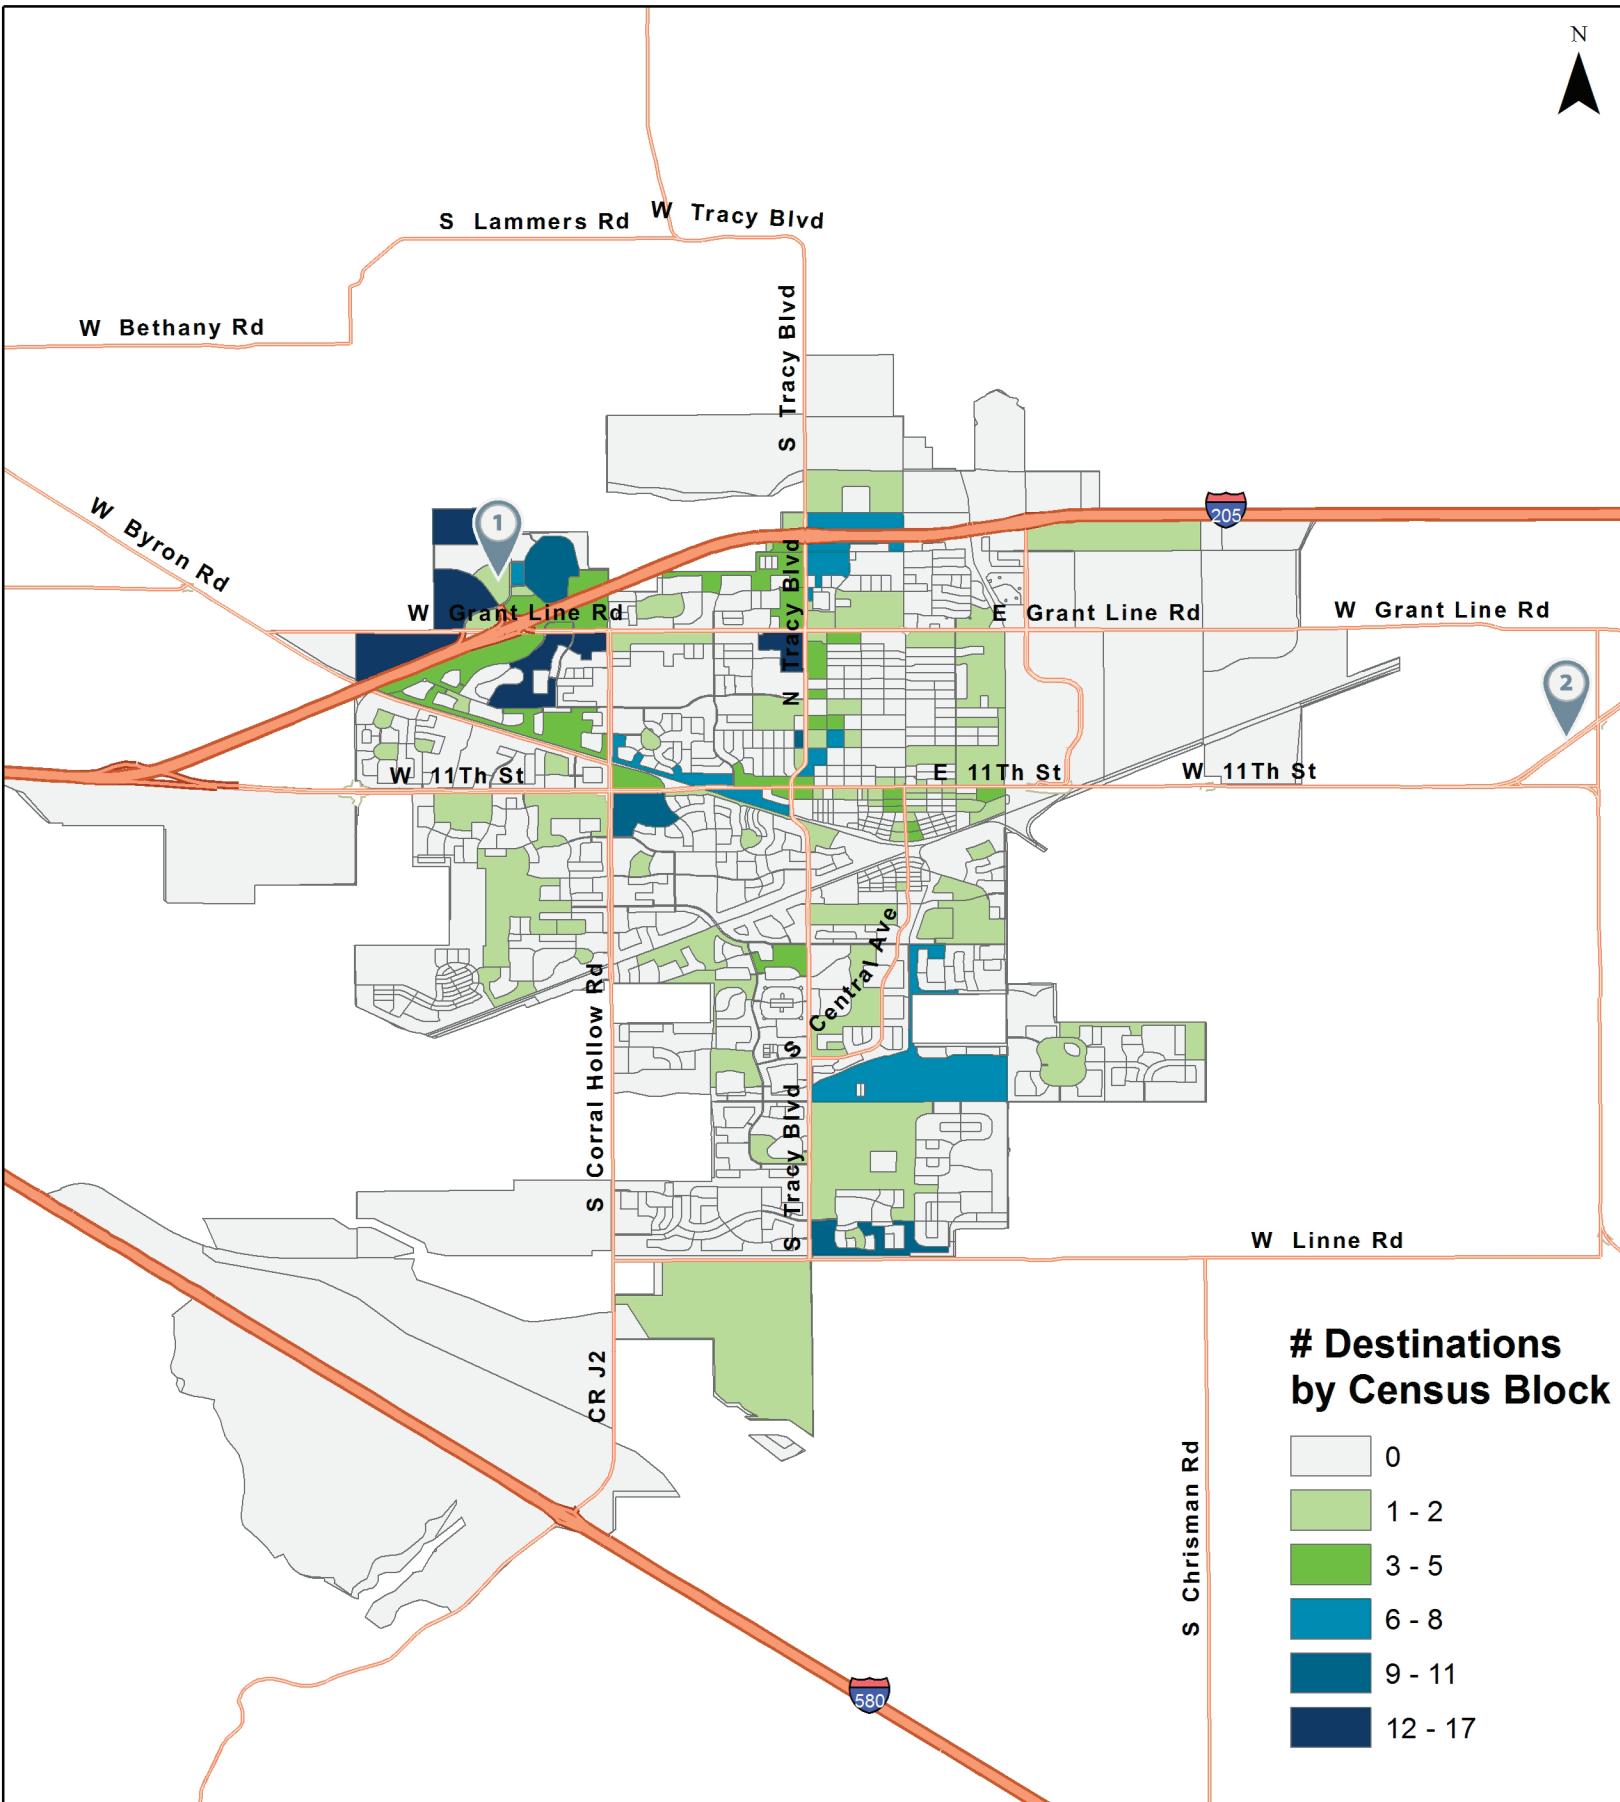 N
S Lammers Rd
W Tracy Blvd
W Bethany Rd
S Tracy Blvd
W Byron Rd
1
205
W Grant Line Rd
N Tracy Blvd
E Grant Line Rd
W Grant Line Rd
2
W 11Th St
E 11Th St
W 11Th St
S Central Ave
S Corral Hollow Rd
S Tracy Blvd
W Linne Rd
CR J2
S Chrisman Rd
580
# Destinations
by Census Block
0
1 - 2
3 - 5
6 - 8
9 - 11
12 - 17